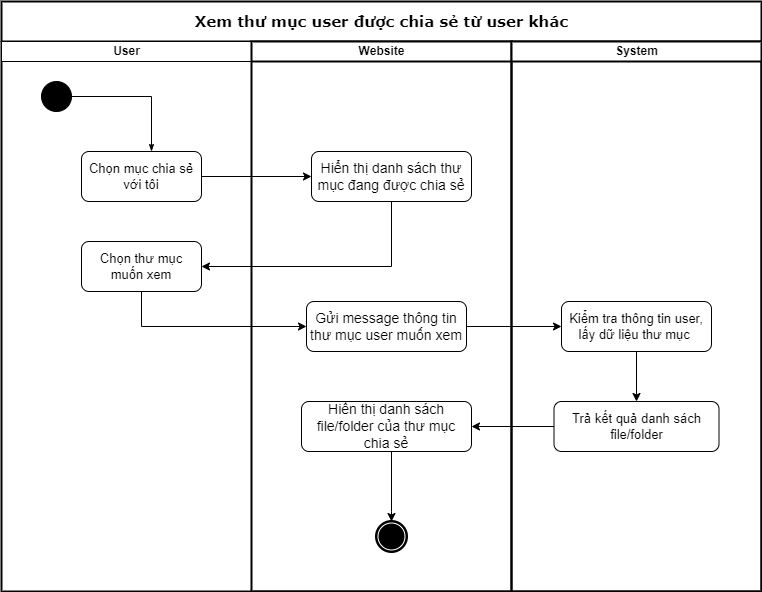 Xem thư mục user được chia sẻ từ user khác
User
Website
System
Chọn mục chia sẻ
với tôi
Hiển thị danh sách thư
mục đang được chia sẻ
Chọn thư mục
muốn xem
Gửi message thông tin
thư mục user muốn xem
Kiểm tra thông tin user,
lấy dữ liệu thư mục
Hiển thị danh sách
file/folder của thư mục
chia sẻ
Trả kết quả danh sách
file/folder